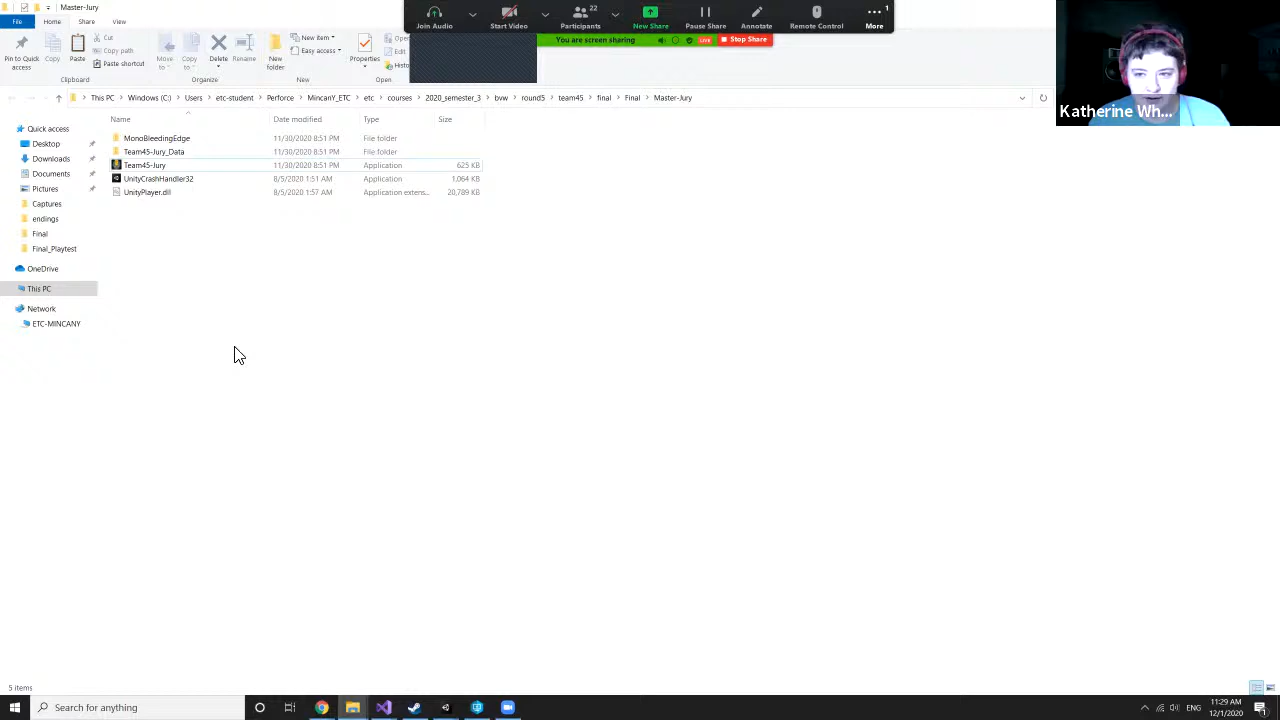 Master-Jury
File Home Share View
Join Audio Start Video Participants 22 New Share Pause Share Annotate Remote Control More 1
You are screen sharing LIVE Stop Share
Pin to Quick access
Copy
Paste
Copy path
Paste shortcut
Clipboard
Move to
Copy to
Delete
Rename
Organize
New folder
New item
Easy access
New
Properties
Open
Edit
Histo
Open
Katherine Wh...
This PC > Windows (C:) > Users > etc-student > Perforce > MincanY_ETC > etc > courses > 2020_semester_3 > bvw > round5 > team45 > final > Final > Master-Jury
Name Date modified Type Size
MonoBleedingEdge 11/30/2020 8:51 PM File folder
Team45-Jury_Data 11/30/2020 8:51 PM File folder
Team45-Jury 11/30/2020 8:51 PM Application 625 KB
UnityCrashHandler32 8/5/2020 1:51 AM Application 1,064 KB
UnityPlayer.dll 8/5/2020 1:57 AM Application extens... 20,789 KB
Quick access
Desktop
Downloads
Documents
Pictures
Captures
endings
Final
Final_Playtest
OneDrive
This PC
Network
ETC-MINCANY
5 items
Search for anything
ENG
11:29 AM
12/1/2020
1